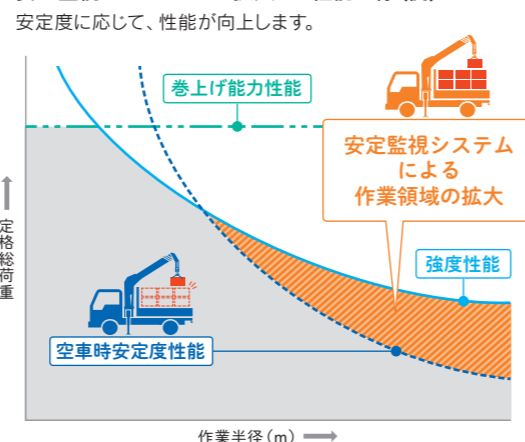 安定度に応じて、性能が向上します。
巻上げ能力性能
安定監視システム
による
作業領域の拡大
強度性能
空車時安定度性能
定格総荷重
作業半径（m）